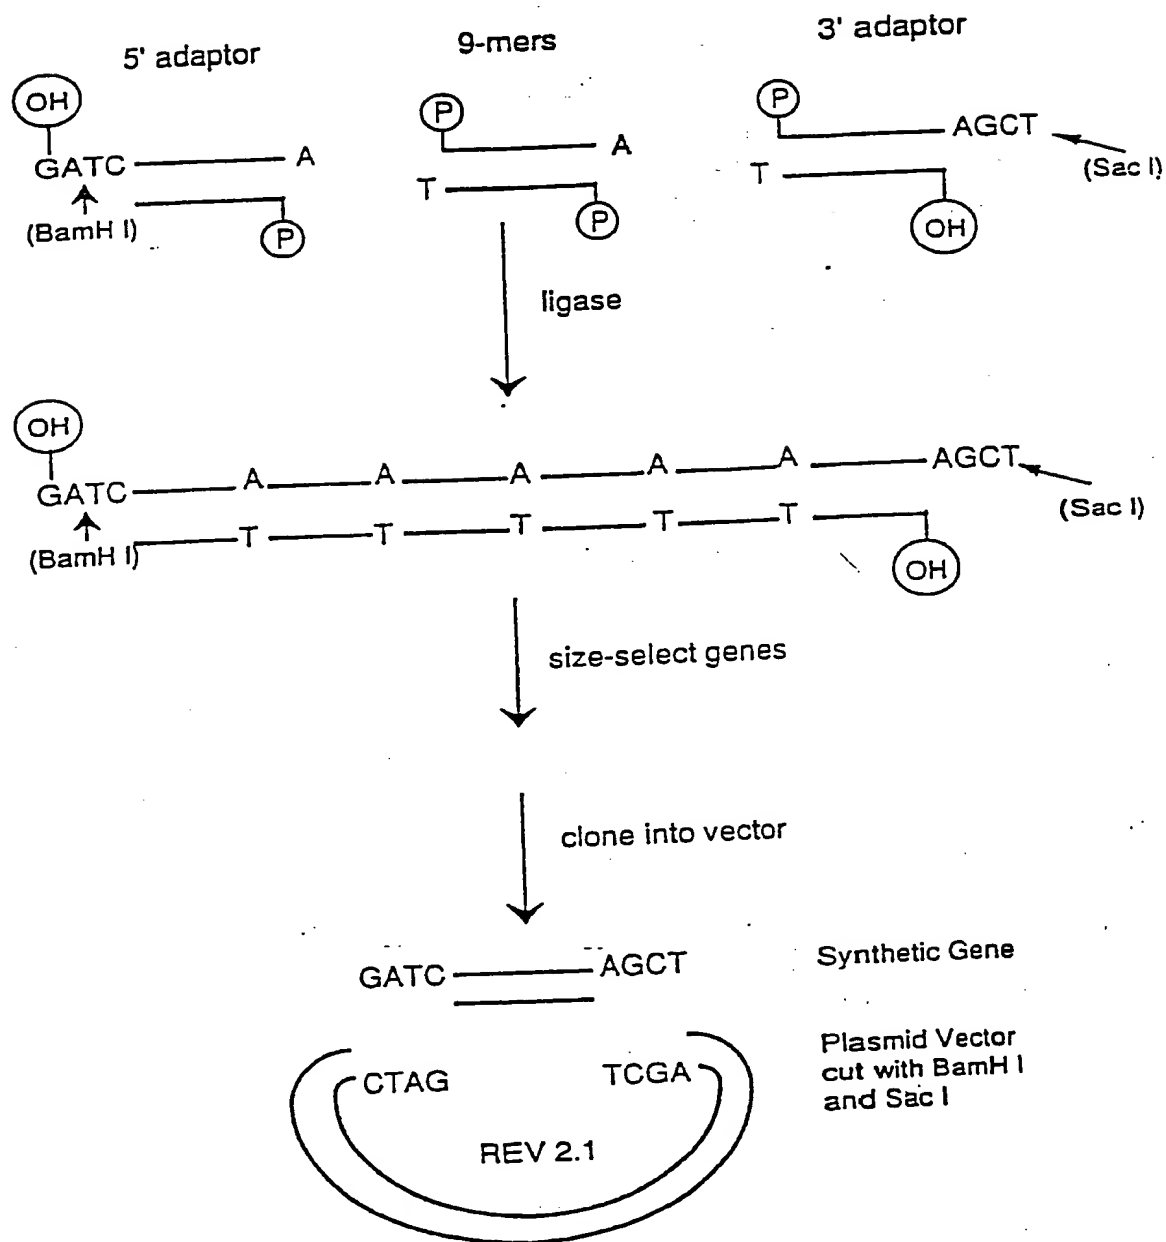 5' adaptor
9-mers
3' adaptor
OH
P
P
GATC
A
A
AGCT
T
T
(Sac I)
(BamH I)
P
P
OH
ligase
OH
A
A
A
A
A
AGCT
GATC
(Sac I)
T
T
T
T
T
(BamH I)
OH
size-select genes
clone into vector
GATC
AGCT
Synthetic Gene
Plasmid Vector
cut with BamH I
and Sac I
CTAG
TCGA
REV 2.1